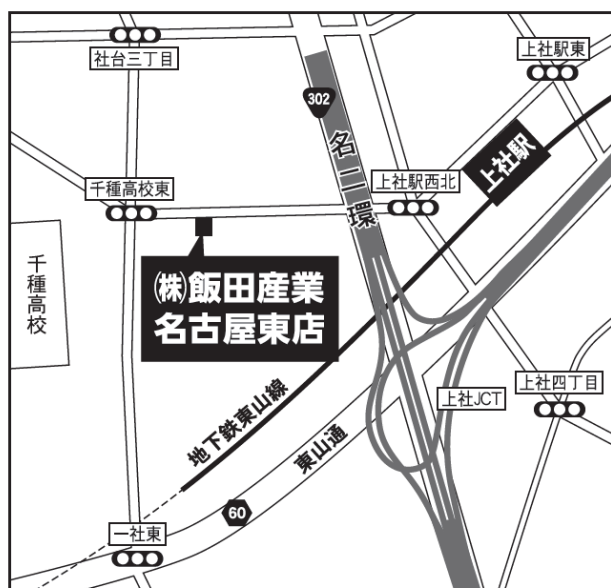 社台三丁目
上社駅東
302
名二環
上社駅
千種高校東
上社駅西北
千種高校
㈱飯田産業
名古屋東店
上社JCT
上社四丁目
地下鉄東山線
東山通
60
一社東